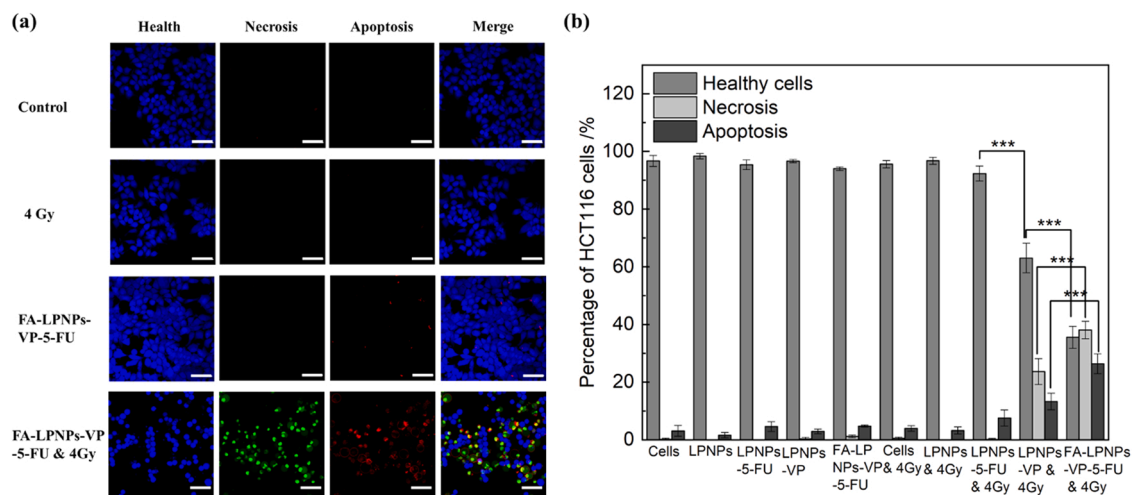 (a)
Health Necrosis Apoptosis Merge
Control
4 Gy
FA-LPNPs-
VP-5-FU
FA-LPNPs-VP
-5-FU & 4Gy
(b)
Percentage of HCT116 cells /%
120
100
80
60
40
20
0
Healthy cells
Necrosis
Apoptosis
***
***
***
***
Cells
LPNPs
LPNPs
-5-FU
LPNPs
-VP
FA-LP
NPs-VP
-5-FU
Cells
& 4Gy
LPNPs
& 4Gy
LPNPs
-5-FU
& 4Gy
LPNPs
-VP &
4Gy
FA-LPNPs
-VP-5-FU
& 4Gy